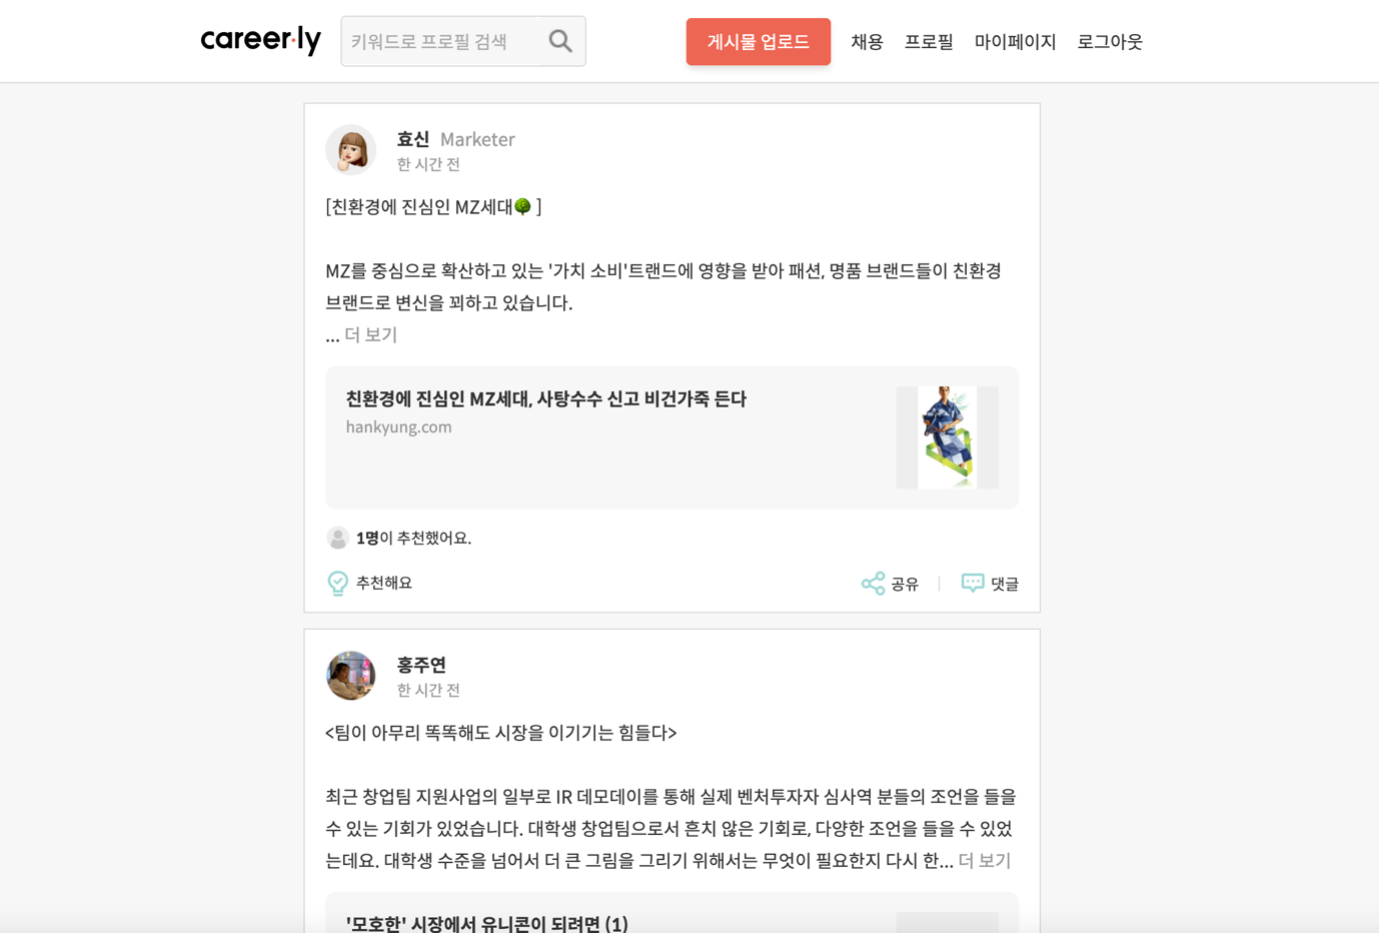 career·ly
키워드로 프로필 검색
게시물 업로드
채용
프로필
마이페이지
로그아웃
효신 Marketer
한 시간 전
[친환경에 진심인 MZ세대🌳 ]
MZ를 중심으로 확산하고 있는 '가치 소비'트랜드에 영향을 받아 패션, 명품 브랜드들이 친환경
브랜드로 변신을 꾀하고 있습니다.
... 더 보기
친환경에 진심인 MZ세대, 사탕수수 신고 비건가죽 든다
hankyung.com
1명이 추천했어요.
추천해요
공유
댓글
홍주연
한 시간 전
<팀이 아무리 똑똑해도 시장을 이기기는 힘들다>
최근 창업팀 지원사업의 일부로 IR 데모데이를 통해 실제 벤처투자자 심사역 분들의 조언을 들을
수 있는 기회가 있었습니다. 대학생 창업팀으로서 흔치 않은 기회로, 다양한 조언을 들을 수 있었
는데요. 대학생 수준을 넘어서 더 큰 그림을 그리기 위해서는 무엇이 필요한지 다시 한... 더 보기
'모호한' 시장에서 유니콘이 되려면 (1)